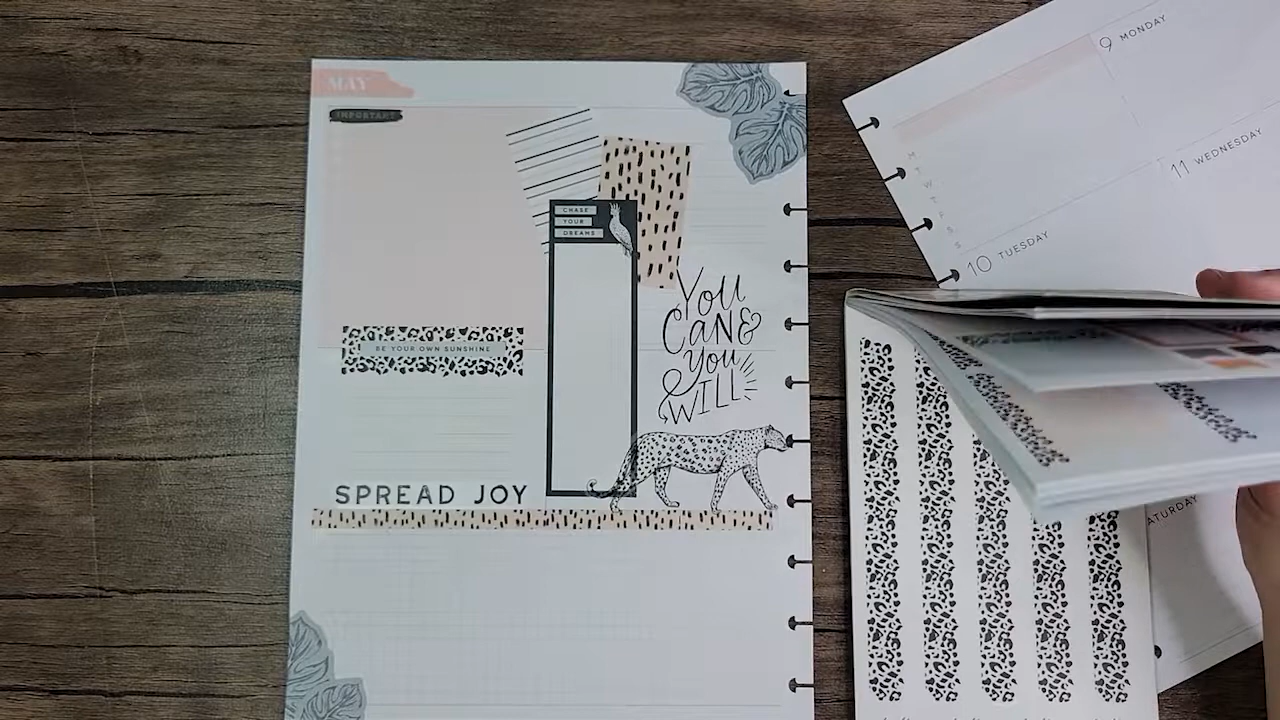 MAY
IMPORTANT
CHASE
YOUR
DREAMS
YOU
CAN &
You
WILL
BE YOUR OWN SUNSHINE
SPREAD JOY
9 MONDAY
11 WEDNESDAY
M
T
W
T
F
S
S
10 TUESDAY
ATURDAY